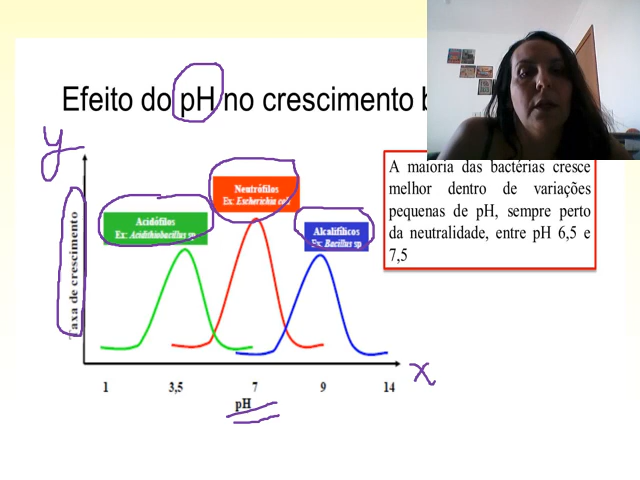 Efeito do pH no crescimento
y
Taxa de crescimento
Acidófilos
Ex: Acidithiobacillus sp
Neutrófilos
Ex: Escherichia coli
Alcalifílicos
Ex: Bacillus sp
1 3,5 7 9 14
pH
x
A maioria das bactérias cresce
melhor dentro de variações
pequenas de pH, sempre perto
da neutralidade, entre pH 6,5 e
7,5